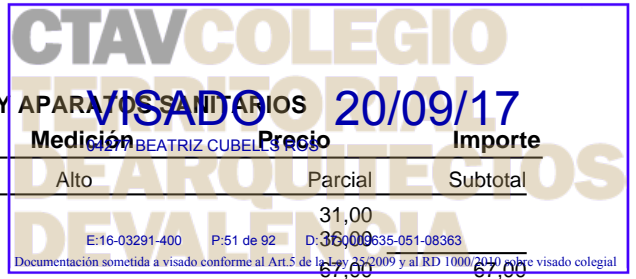 CTAVCOLEGIO
TERRITORIAL
Y APARATOS SANITARIOS
VISADO 20/09/17
Medición Precio Importe
04277 BEATRIZ CUBELLS ROS
DEARQUITECTOS
Alto Parcial Subtotal
31,00
36,00
DEVALENCIA
E:16-03291-400 P:51 de 92 D: 17-0009635-051-08363
Documentación sometida a visado conforme al Art.5 de la Ley 25/2009 y al RD 1000/2010 sobre visado colegial
67,00 67,00